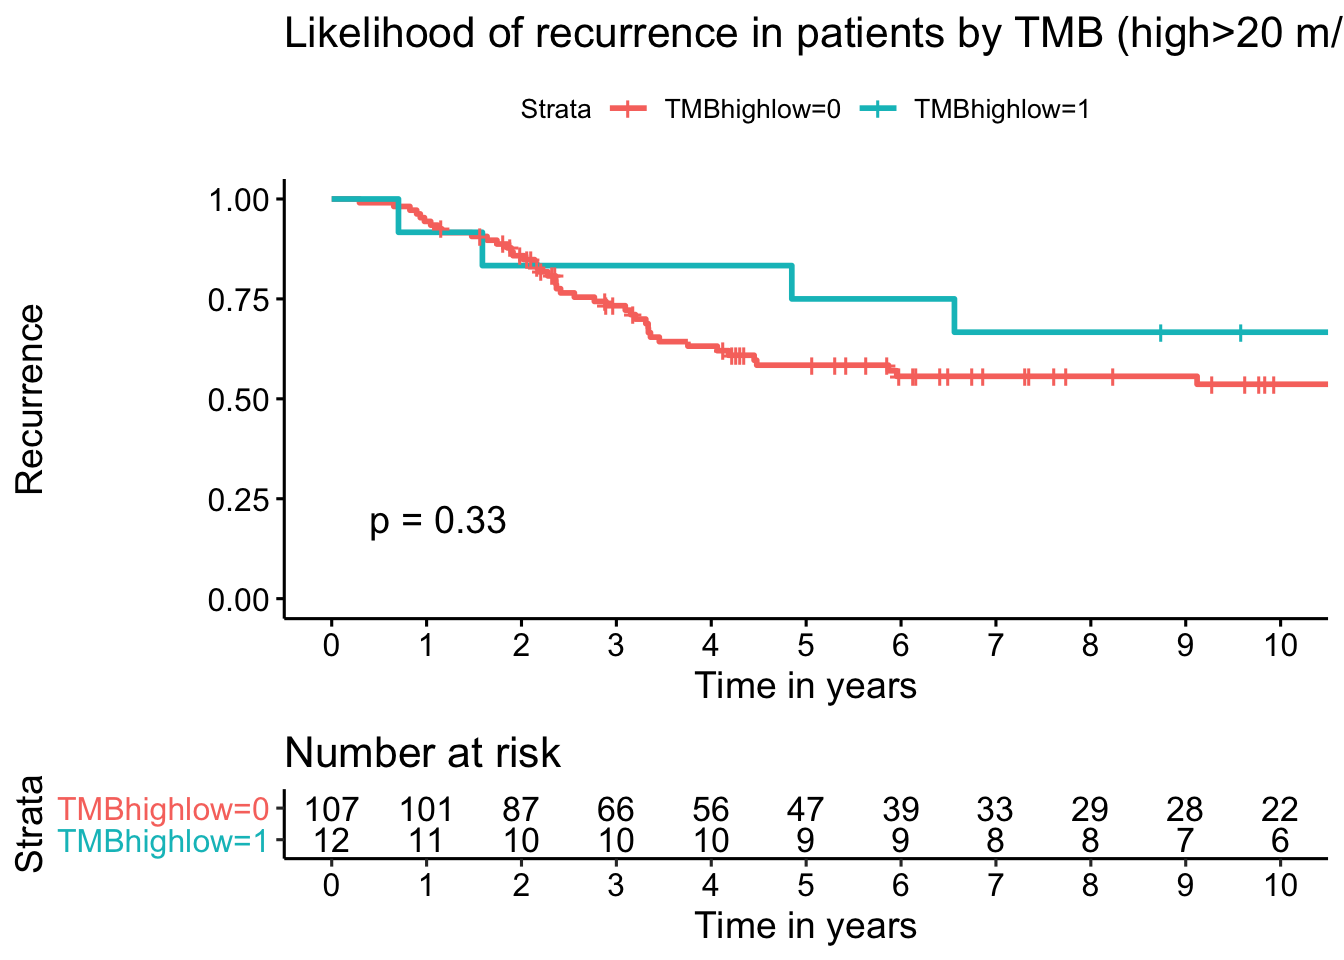 Likelihood of recurrence in patients by TMB (high>20 m/
Strata TMBhighlow=0 TMBhighlow=1
Recurrence
1.00
0.75
0.50
0.25
0.00
p = 0.33
0 1 2 3 4 5 6 7 8 9 10
Time in years
Number at risk
Strata
TMBhighlow=0 107 101 87 66 56 47 39 33 29 28 22
TMBhighlow=1 12 11 10 10 10 9 9 8 8 7 6
0 1 2 3 4 5 6 7 8 9 10
Time in years